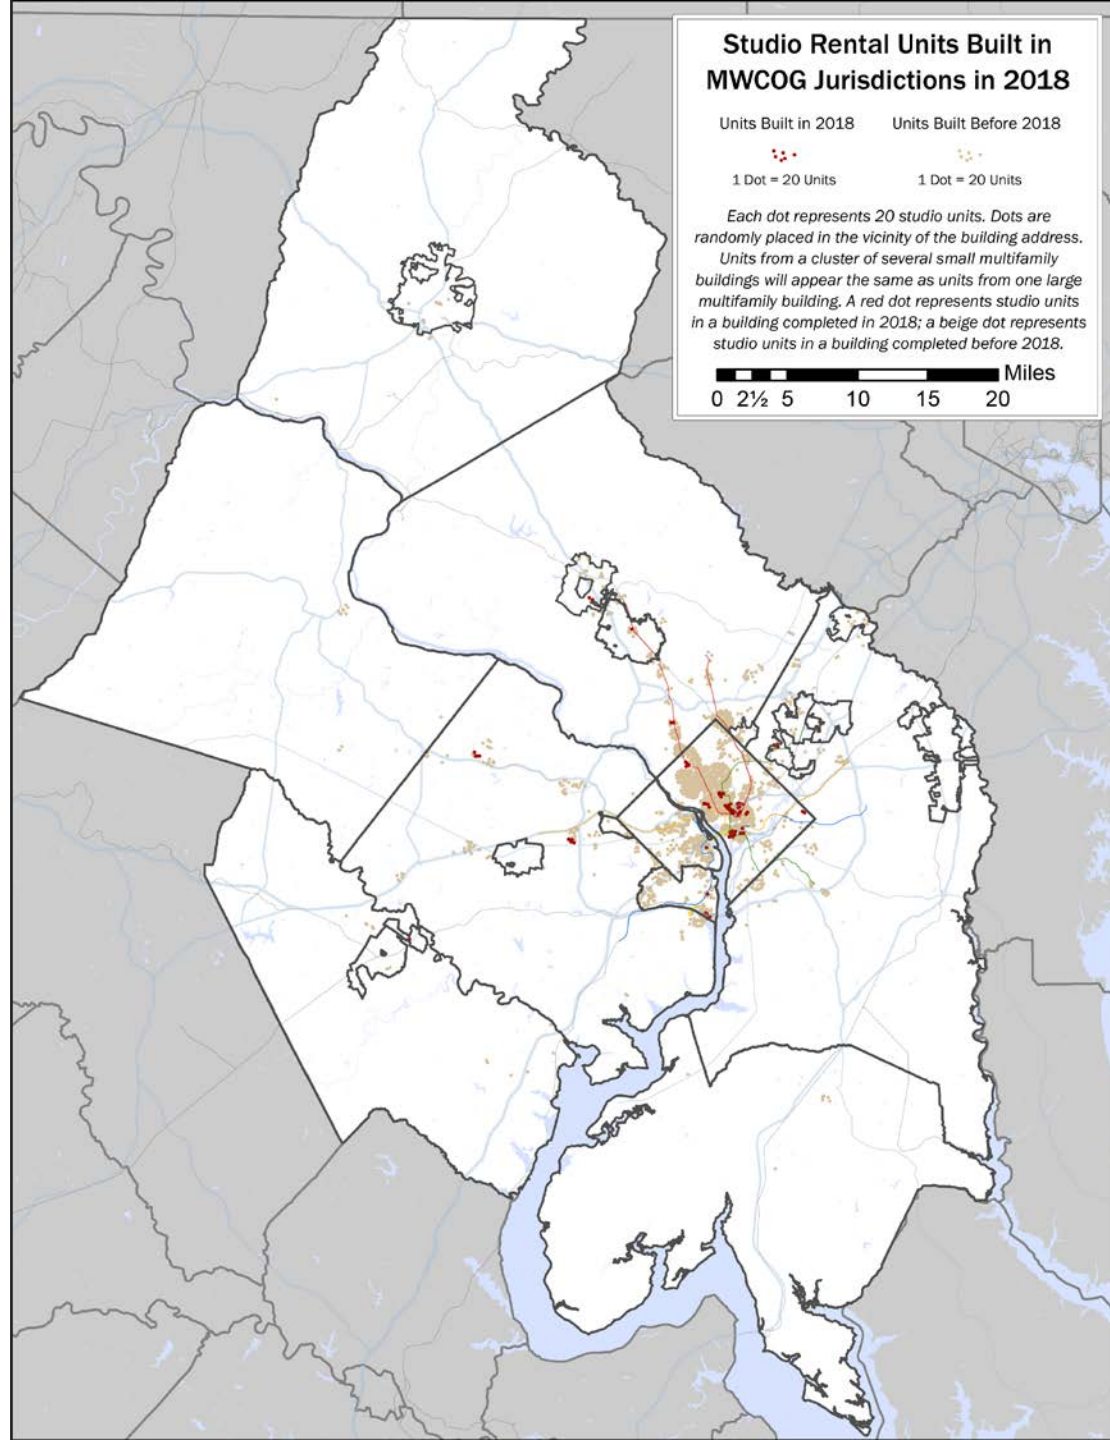 Studio Rental Units Built in
MWCOG Jurisdictions in 2018
Units Built in 2018 Units Built Before 2018
1 Dot = 20 Units 1 Dot = 20 Units
Each dot represents 20 studio units. Dots are
randomly placed in the vicinity of the building address.
Units from a cluster of several small multifamily
buildings will appear the same as units from one large
multifamily building. A red dot represents studio units
in a building completed in 2018; a beige dot represents
studio units in a building completed before 2018.
Miles
0 2½ 5 10 15 20